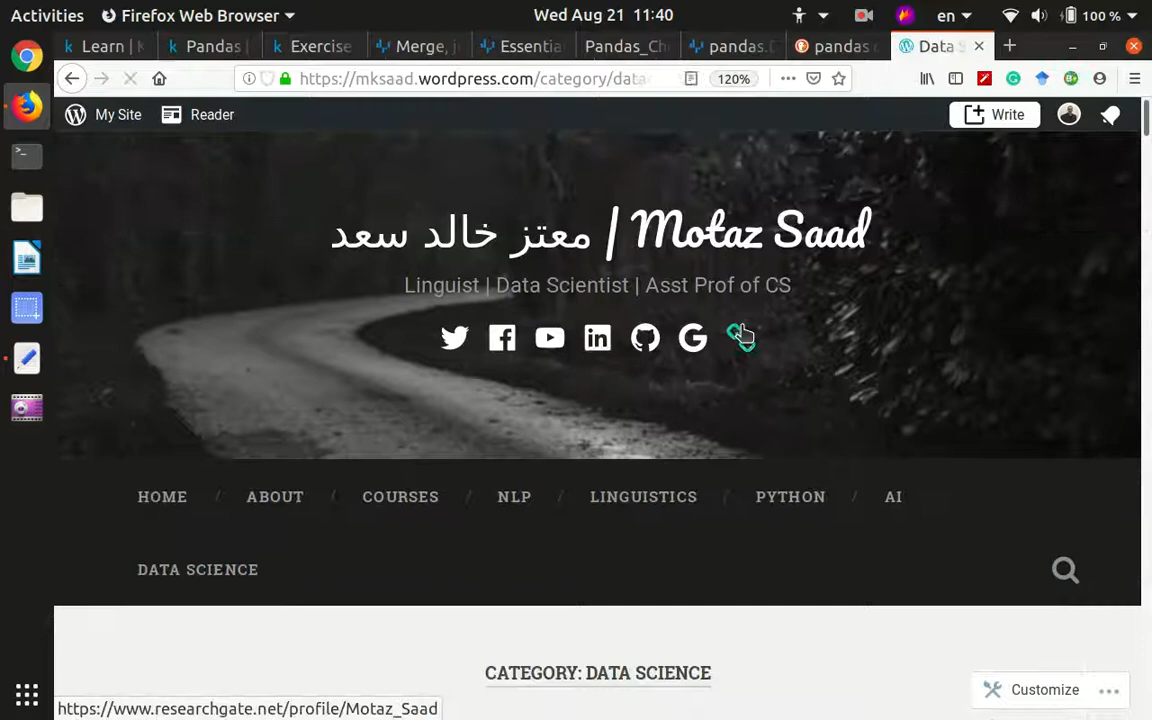 Activities Firefox Web Browser Wed Aug 21 11:40 en 100 %
Learn | Pandas Exercise Merge, Essentia Pandas_Ch pandas. pandas Data
https://mksaad.wordpress.com/category/data 120%
My Site Reader Write
معتز خالد سعد | Motaz Saad
Linguist | Data Scientist | Asst Prof of CS
HOME / ABOUT / COURSES / NLP / LINGUISTICS / PYTHON / AI
DATA SCIENCE
CATEGORY: DATA SCIENCE
Customize
https://www.researchgate.net/profile/Motaz_Saad